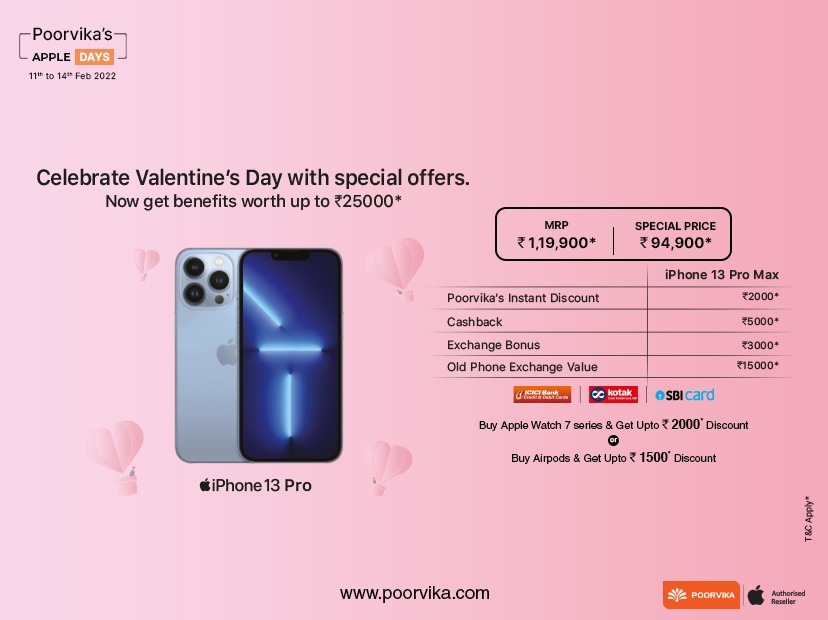 Poorvika's
APPLE DAYS
11th to 14th Feb 2022
Celebrate Valentine's Day with special offers.
Now get benefits worth up to ₹25000*
MRP
₹ 1,19,900*
SPECIAL PRICE
₹ 94,900*
iPhone 13 Pro Max
Poorvika's Instant Discount ₹2000*
Cashback ₹5000*
Exchange Bonus ₹3000*
Old Phone Exchange Value ₹15000*
ICICI Bank
Credit & Debit Cards
kotak
SBI card
Buy Apple Watch 7 series & Get Upto ₹ 2000* Discount
or
Buy Airpods & Get Upto ₹ 1500* Discount
iPhone 13 Pro
T&C Apply*
www.poorvika.com
POORVIKA
Authorised
Reseller